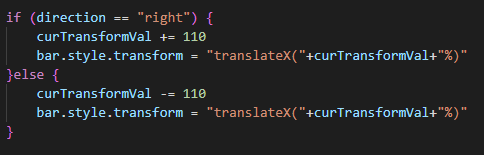 if (direction == "right") {
    curTransformVal += 110
    bar.style.transform = "translateX("+curTransformVal+"%)"
}else {
    curTransformVal -= 110
    bar.style.transform = "translateX("+curTransformVal+"%)"
}